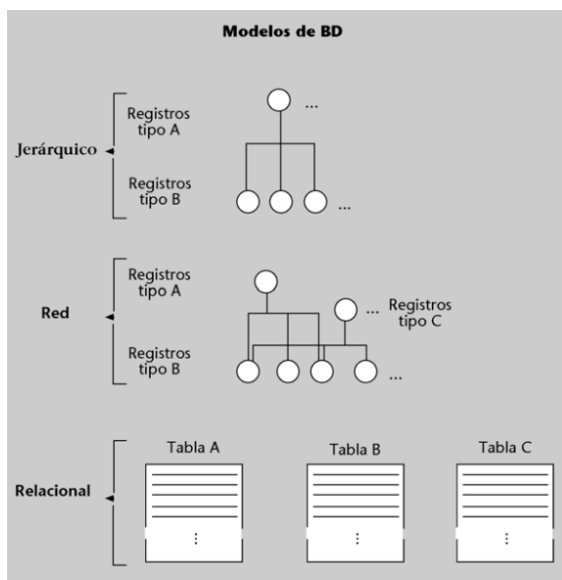 Modelos de BD
Registros
tipo A
...
Jerárquico
Registros
tipo B
...
Registros
tipo A
... Registros
tipo C
Red
Registros
tipo B
...
Tabla A
Tabla B
Tabla C
Relacional